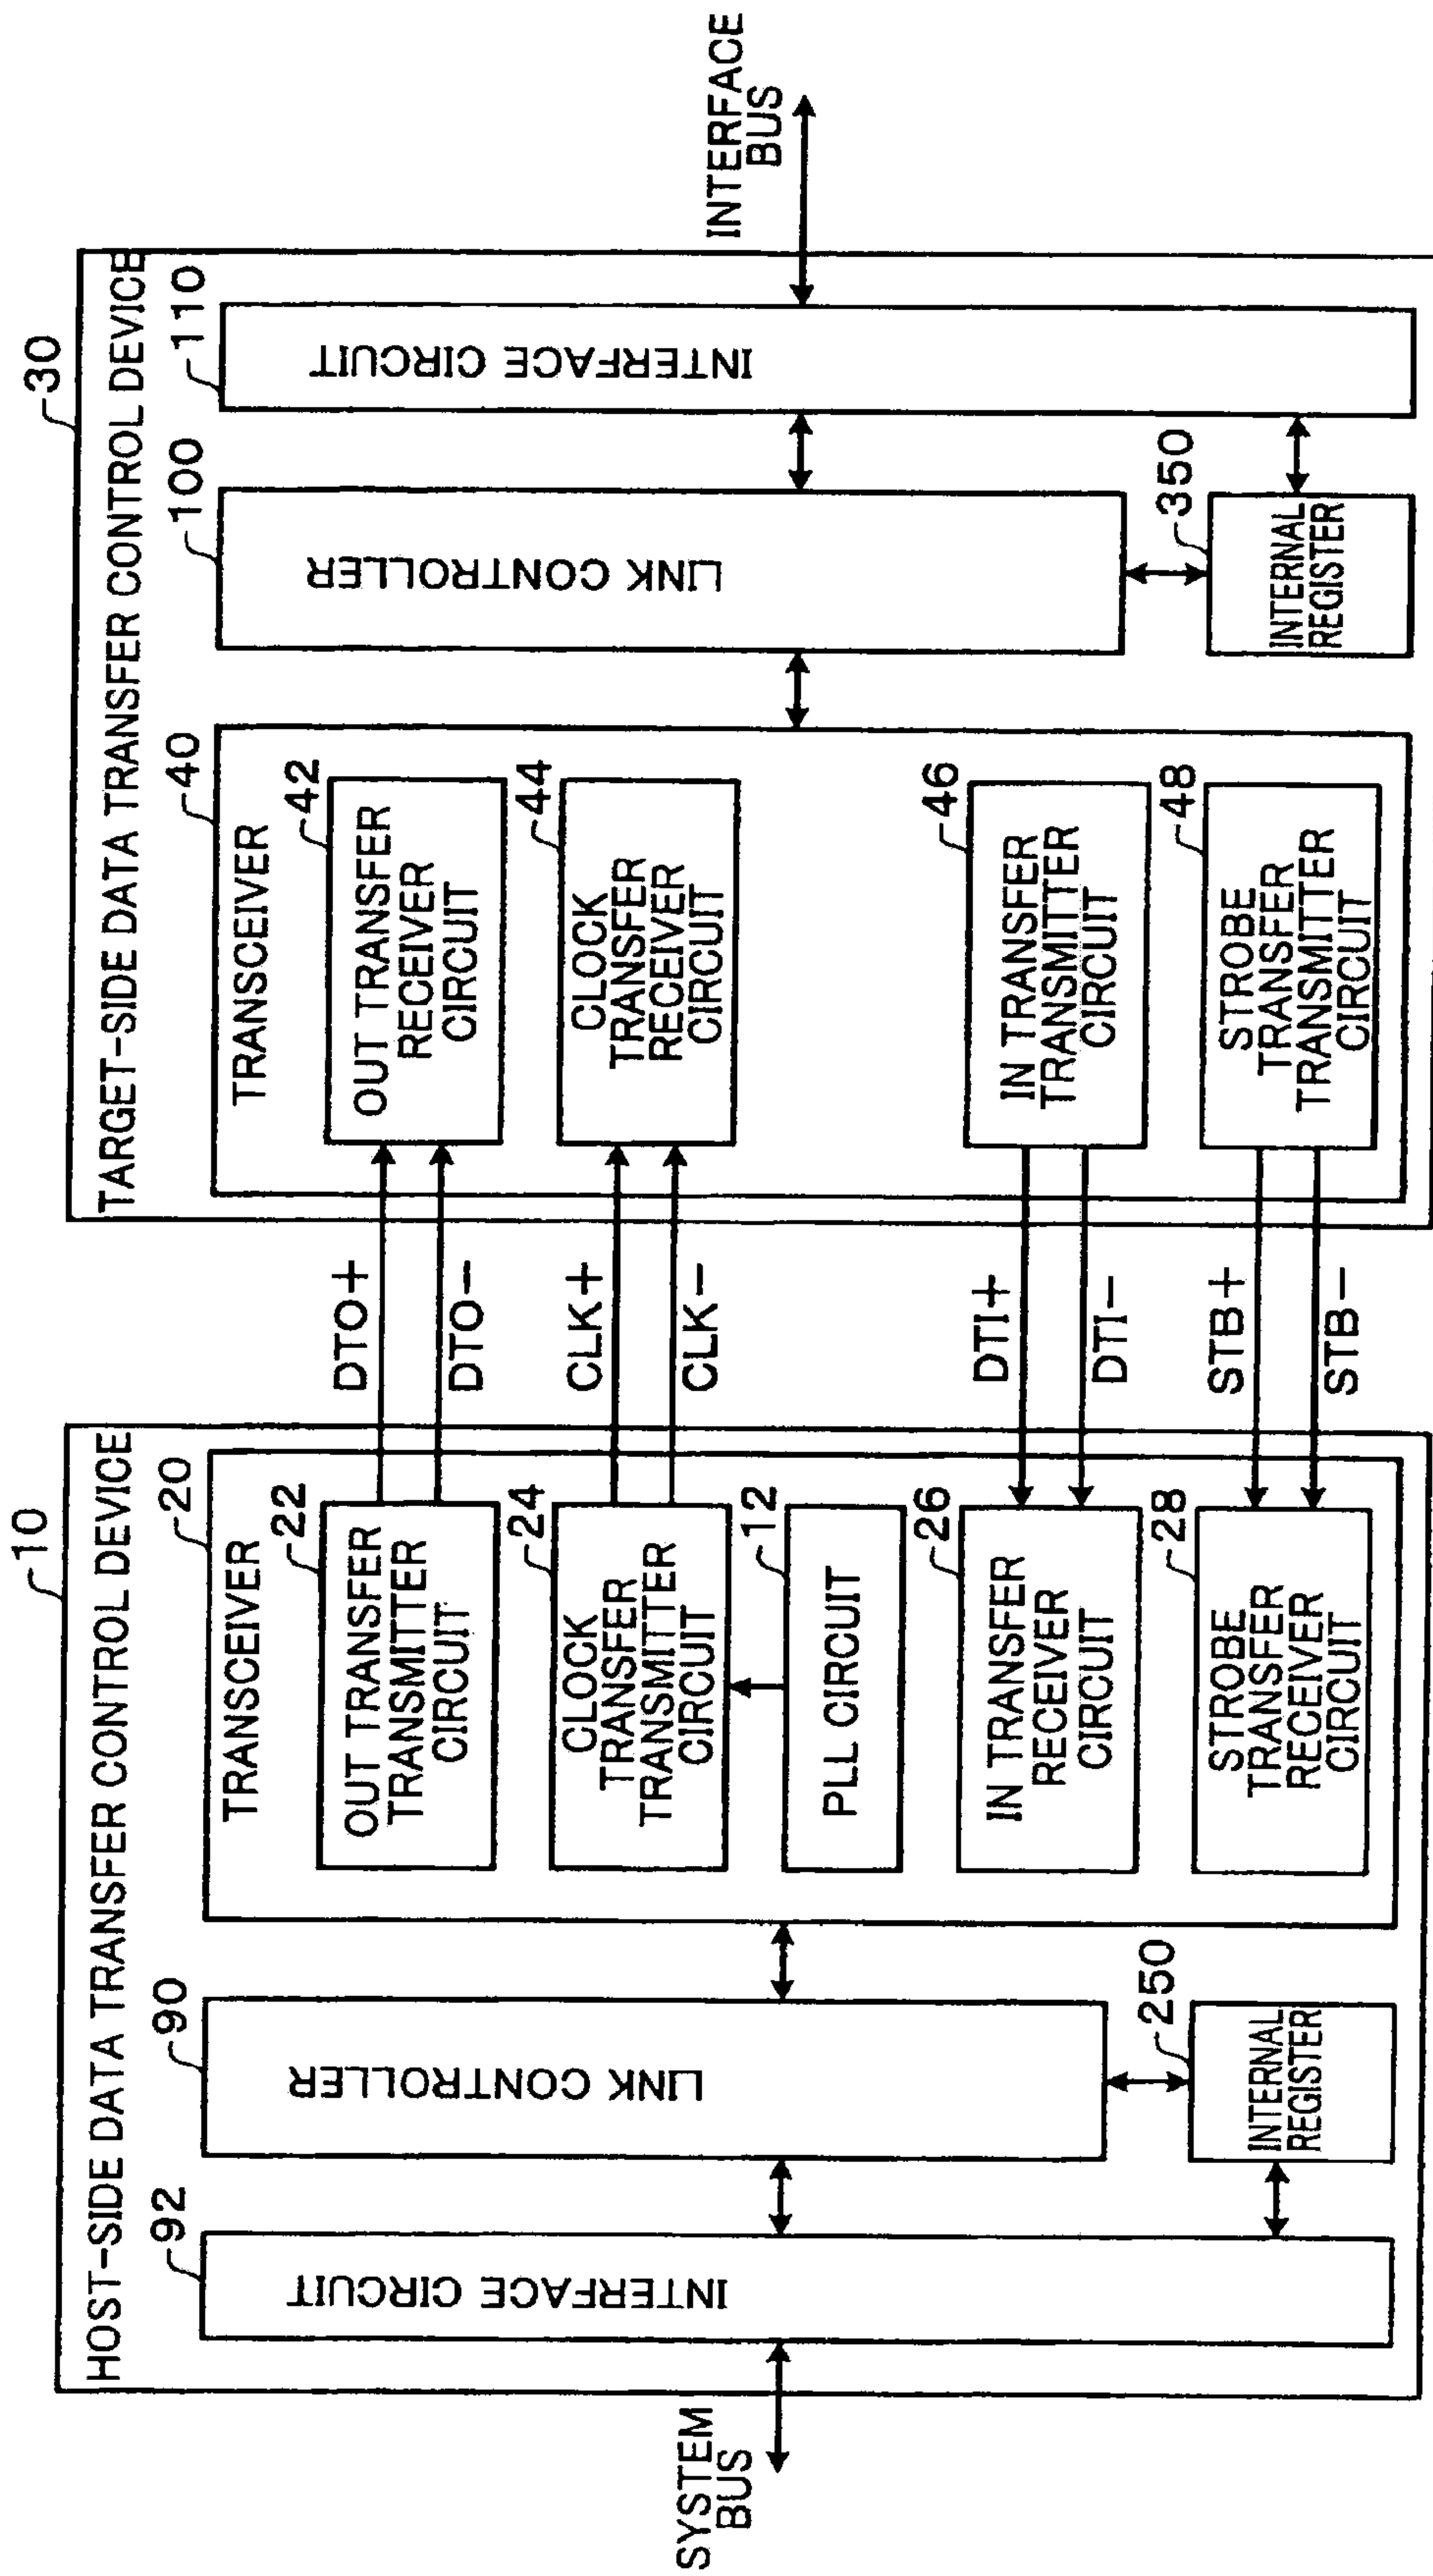 10
HOST-SIDE DATA TRANSFER CONTROL DEVICE
SYSTEM
BUS
92
INTERFACE CIRCUIT
90
LINK CONTROLLER
250
INTERNAL
REGISTER
20
TRANSCEIVER
22
OUT TRANSFER
TRANSMITTER
CIRCUIT
24
CLOCK
TRANSFER
TRANSMITTER
CIRCUIT
12
PLL CIRCUIT
26
IN TRANSFER
RECEIVER
CIRCUIT
28
STROBE
TRANSFER
RECEIVER
CIRCUIT
DTO+
DTO-
CLK+
CLK-
DTI+
DTI-
STB+
STB-
30
TARGET-SIDE DATA TRANSFER CONTROL DEVICE
40
TRANSCEIVER
42
OUT TRANSFER
RECEIVER
CIRCUIT
44
CLOCK
TRANSFER
RECEIVER
CIRCUIT
46
IN TRANSFER
TRANSMITTER
CIRCUIT
48
STROBE
TRANSFER
TRANSMITTER
CIRCUIT
100
LINK CONTROLLER
350
INTERNAL
REGISTER
110
INTERFACE CIRCUIT
INTERFACE
BUS